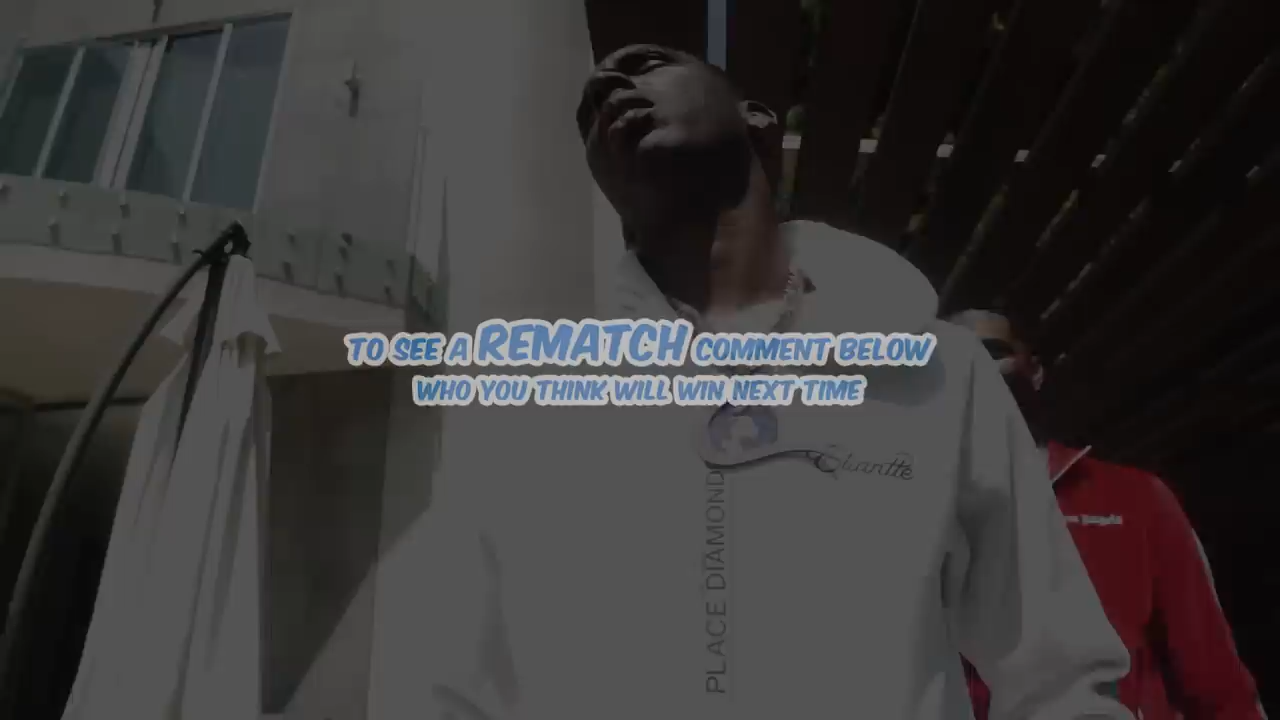 TO SEE A REMATCH COMMENT BELOW
WHO YOU THINK WILL WIN NEXT TIME
PLACE DIAMOND